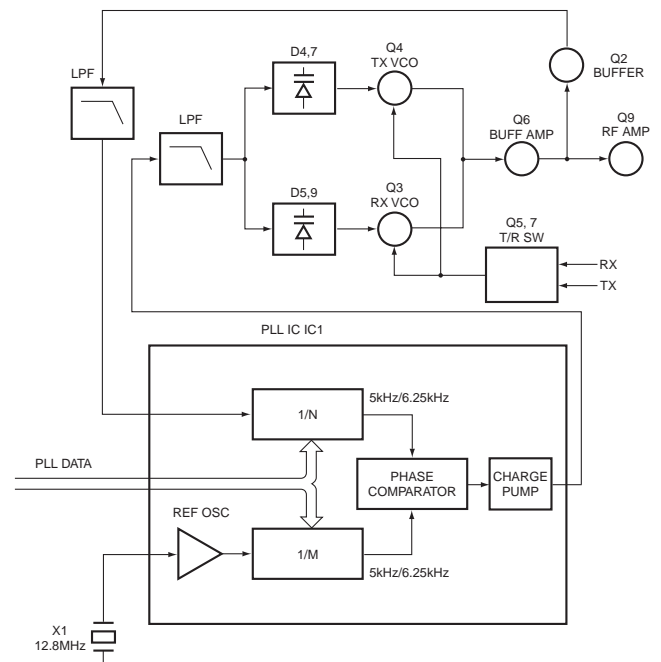 LPF
LPF
D4,7
Q4
TX VCO
Q2
BUFFER
Q6
BUFF AMP
Q9
RF AMP
D5,9
Q3
RX VCO
Q5, 7
T/R SW
RX
TX
PLL IC IC1
1/N
5kHz/6.25kHz
PLL DATA
PHASE
COMPARATOR
CHARGE
PUMP
REF OSC
1/M
5kHz/6.25kHz
X1
12.8MHz